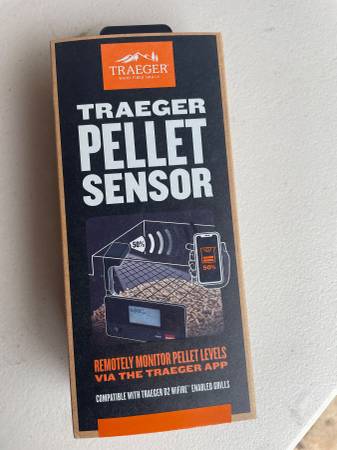 TRAEGER
WOOD FIRED GRILLS
TRAEGER
PELLET
SENSOR
50%
50%
REMOTELY MONITOR PELLET LEVELS
VIA THE TRAEGER APP
COMPATIBLE WITH TRAEGER D2 WIFIRE™ ENABLED GRILLS